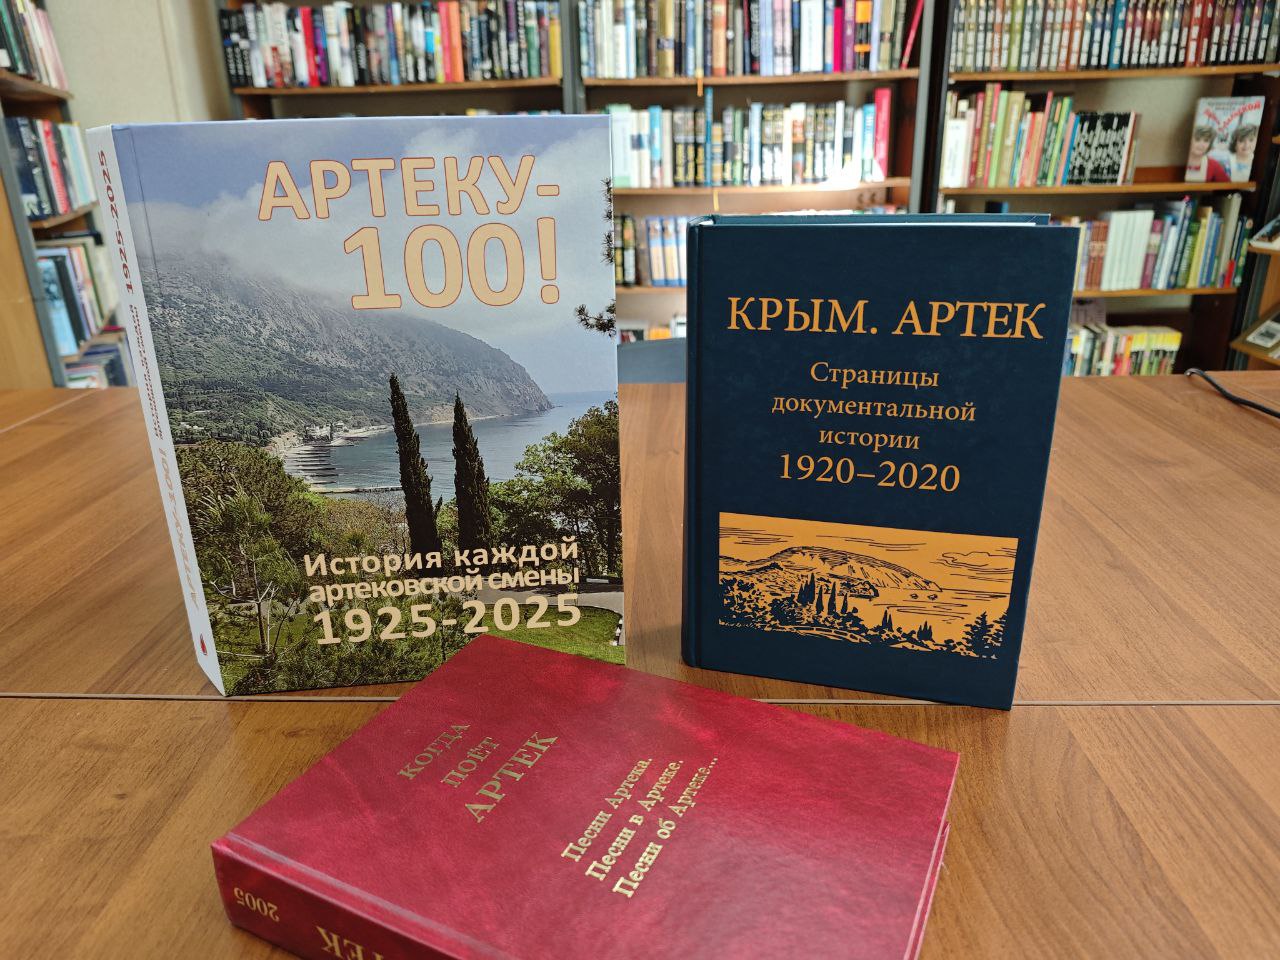 АРТЕКУ-
100!
История каждой
артековской смены
1925-2025
1925-2025
АРТЕКУ-100!
КРЫМ. АРТЕК
Страницы
документальной
истории
1920–2020
КОГДА
ПОЁТ
АРТЕК
Песни Артека.
Песни в Артеке.
Песни об Артеке...
2005
ТЕК